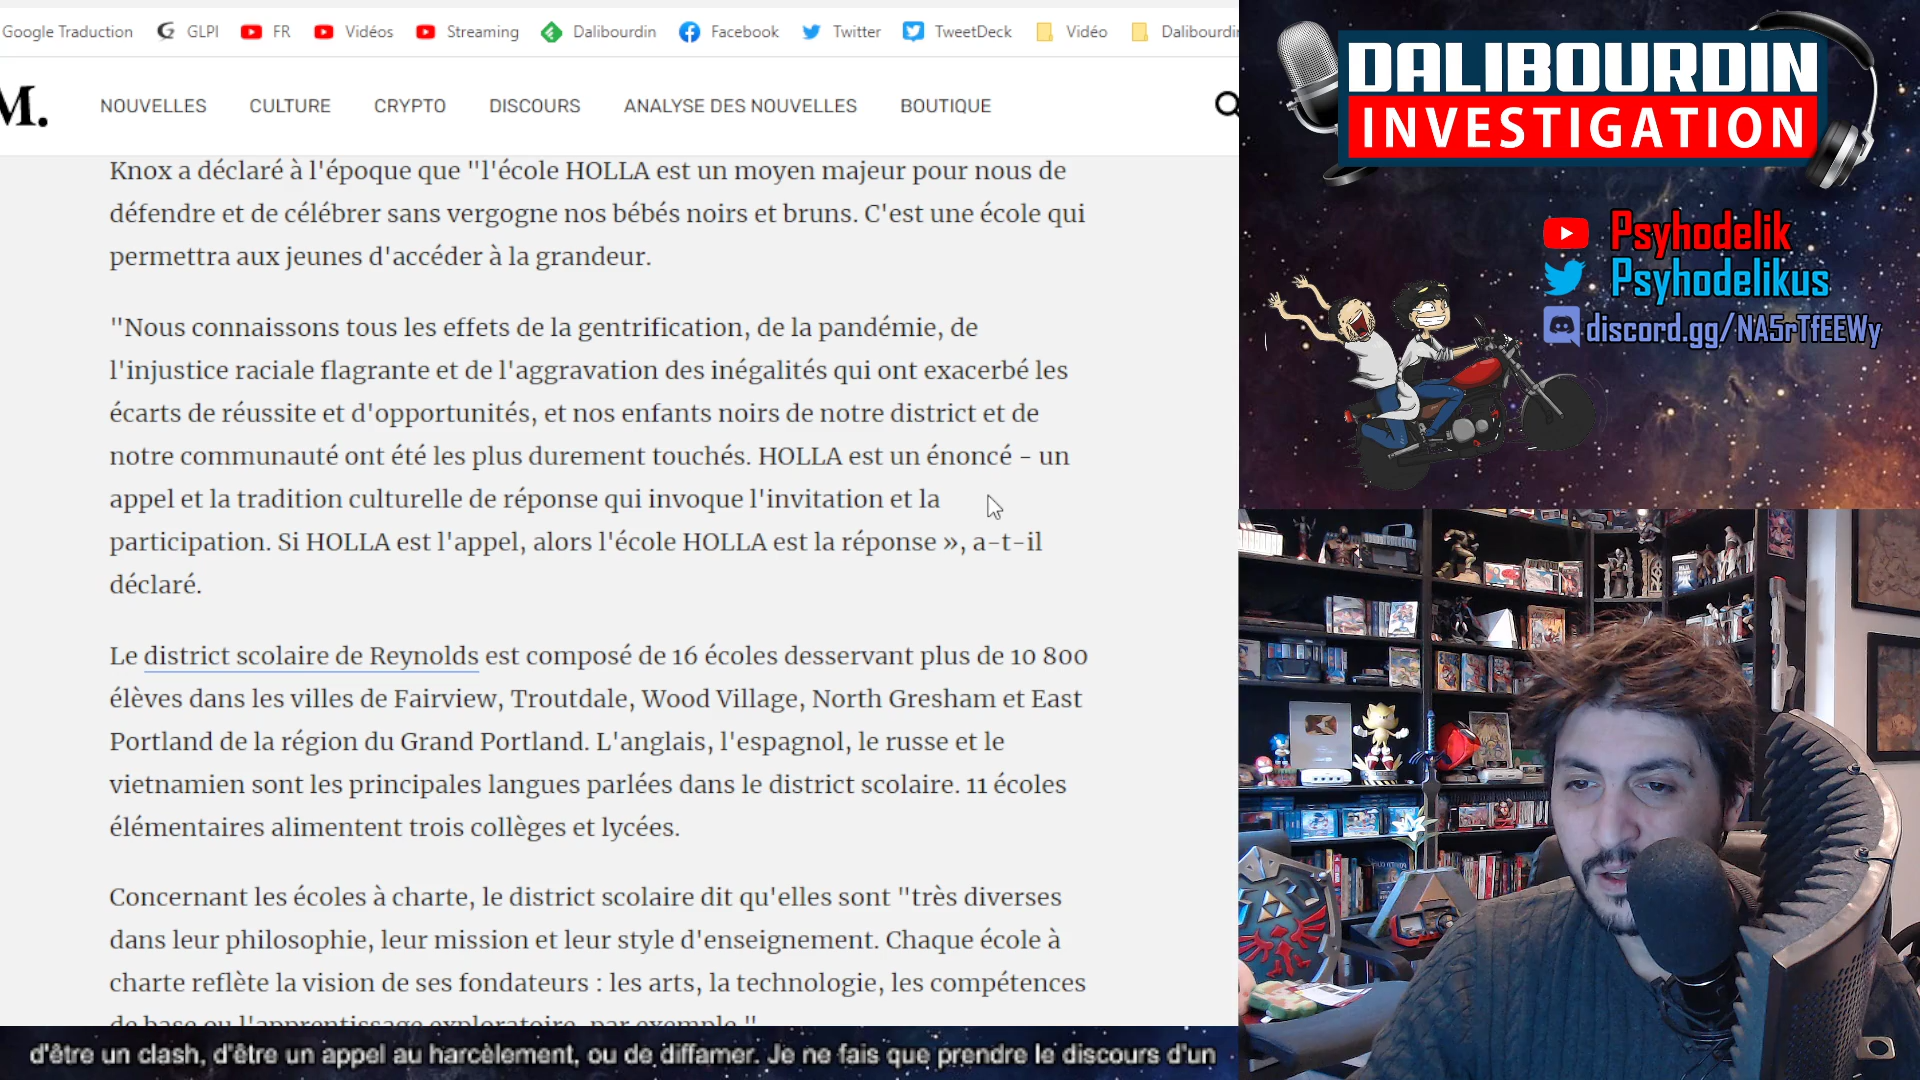 Google Traduction GLPI FR Vidéos Streaming Dalibourdin Facebook Twitter TweetDeck Vidéo Dalibourdin
M. NOUVELLES CULTURE CRYPTO DISCOURS ANALYSE DES NOUVELLES BOUTIQUE
Knox a déclaré à l'époque que "l'école HOLLA est un moyen majeur pour nous de
défendre et de célébrer sans vergogne nos bébés noirs et bruns. C'est une école qui
permettra aux jeunes d'accéder à la grandeur.
"Nous connaissons tous les effets de la gentrification, de la pandémie, de
l'injustice raciale flagrante et de l'aggravation des inégalités qui ont exacerbé les
écarts de réussite et d'opportunités, et nos enfants noirs de notre district et de
notre communauté ont été les plus durement touchés. HOLLA est un énoncé - un
appel et la tradition culturelle de réponse qui invoque l'invitation et la
participation. Si HOLLA est l'appel, alors l'école HOLLA est la réponse », a-t-il
déclaré.
Le district scolaire de Reynolds est composé de 16 écoles desservant plus de 10 800
élèves dans les villes de Fairview, Troutdale, Wood Village, North Gresham et East
Portland de la région du Grand Portland. L'anglais, l'espagnol, le russe et le
vietnamien sont les principales langues parlées dans le district scolaire. 11 écoles
élémentaires alimentent trois collèges et lycées.
Concernant les écoles à charte, le district scolaire dit qu'elles sont "très diverses
dans leur philosophie, leur mission et leur style d'enseignement. Chaque école à
charte reflète la vision de ses fondateurs : les arts, la technologie, les compétences
de base ou l'apprentissage exploratoire, par exemple."
d'être un clash, d'être un appel au harcèlement, ou de diffamer. Je ne fais que prendre le discours d'un
DALIBOURDIN
INVESTIGATION
Psyhodelik
Psyhodelikus
discord.gg/NA5rTfEEWy